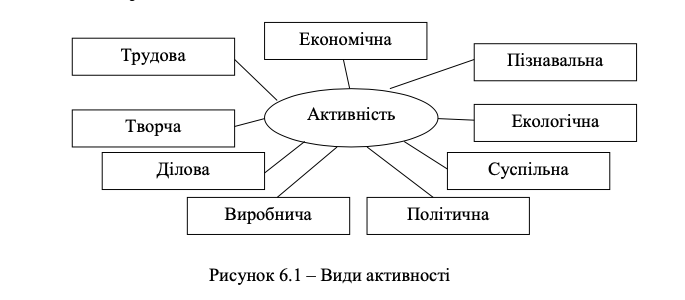 Економічна
Трудова
Пізнавальна
Активність
Творча
Екологічна
Ділова
Суспільна
Виробнича
Політична
Рисунок 6.1 – Види активності